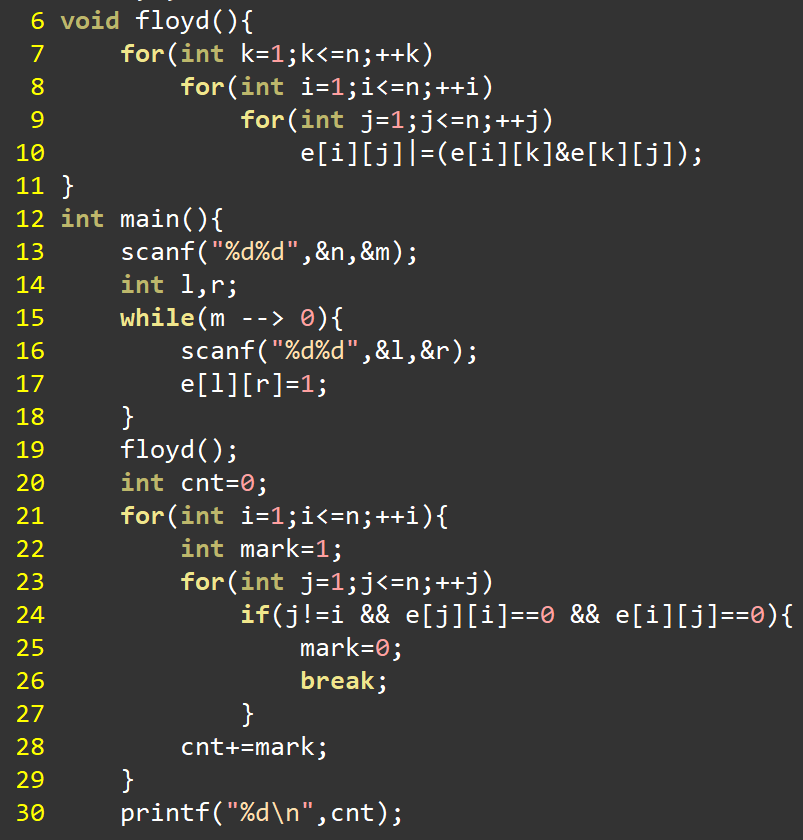 6 void floyd(){
7     for(int k=1;k<=n;++k)
8         for(int i=1;i<=n;++i)
9             for(int j=1;j<=n;++j)
10                 e[i][j]|=(e[i][k]&e[k][j]);
11 }
12 int main(){
13     scanf("%d%d",&n,&m);
14     int l,r;
15     while(m --> 0){
16         scanf("%d%d",&l,&r);
17         e[l][r]=1;
18     }
19     floyd();
20     int cnt=0;
21     for(int i=1;i<=n;++i){
22         int mark=1;
23         for(int j=1;j<=n;++j)
24             if(j!=i && e[j][i]==0 && e[i][j]==0){
25                 mark=0;
26                 break;
27             }
28         cnt+=mark;
29     }
30     printf("%d\n",cnt);